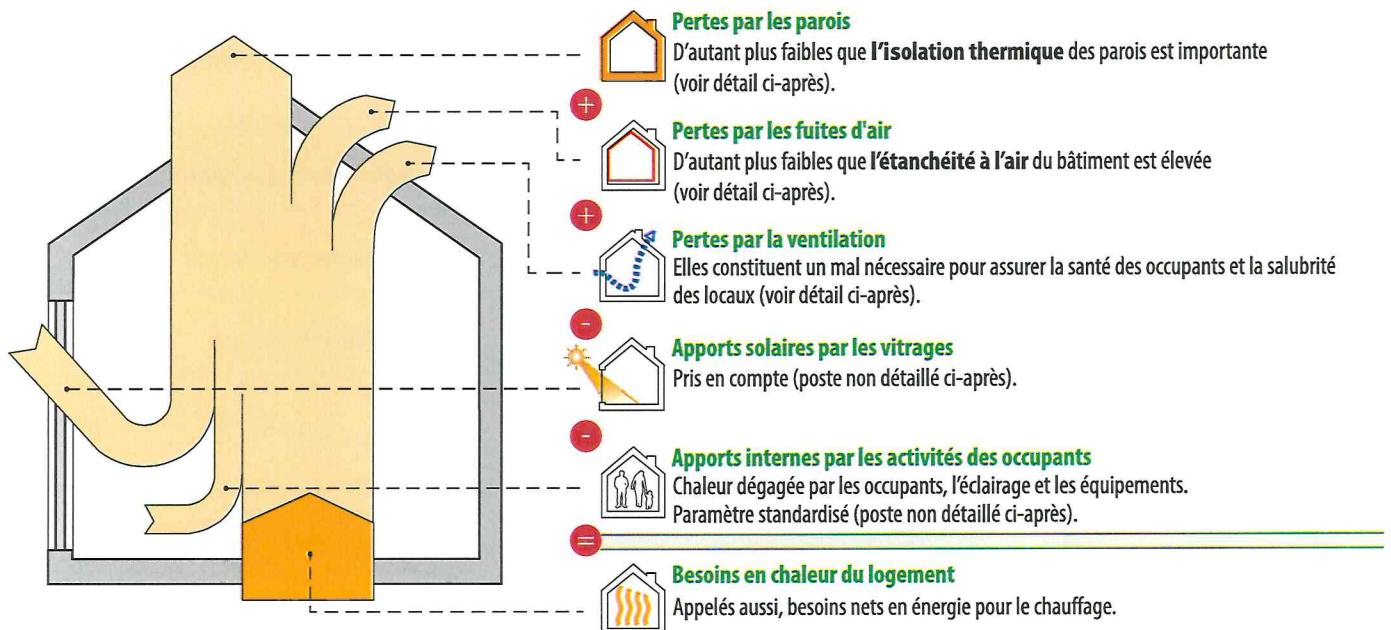 Pertes par les parois
D'autant plus faibles que l'isolation thermique des parois est importante
(voir détail ci-après).
+
Pertes par les fuites d'air
D'autant plus faibles que l'étanchéité à l'air du bâtiment est élevée
(voir détail ci-après).
+
Pertes par la ventilation
Elles constituent un mal nécessaire pour assurer la santé des occupants et la salubrité
des locaux (voir détail ci-après).
-
Apports solaires par les vitrages
Pris en compte (poste non détaillé ci-après).
-
Apports internes par les activités des occupants
Chaleur dégagée par les occupants, l'éclairage et les équipements.
Paramètre standardisé (poste non détaillé ci-après).
=
Besoins en chaleur du logement
Appelés aussi, besoins nets en énergie pour le chauffage.